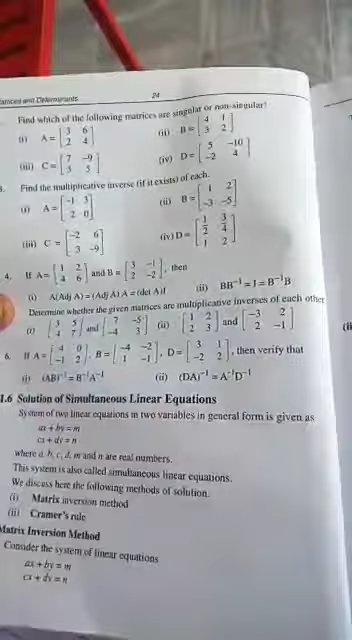 Matrices and Determinants 24
Find which of the following matrices are singular or non-singular?
(i) A = [3 6; 2 4] (ii) B = [4 1; 3 2]
(iii) C = [7 -9; 3 5] (iv) D = [5 -10; -2 4]
3. Find the multiplicative inverse (if it exists) of each.
(i) A = [-1 3; 2 0] (ii) B = [1 2; -3 -5]
(iii) C = [-2 6; 3 -9] (iv) D = [1/2 3/4; 1 2]
4. If A = [1 2; 4 6] and B = [3 -1; 2 -2], then
(i) A(Adj A) = (Adj A) A = (det A)I (ii) BB⁻¹ = I = B⁻¹B
Determine whether the given matrices are multiplicative inverses of each other
(i) [3 5; 4 7] and [7 -5; -4 3] (ii) [1 2; 2 3] and [-3 2; 2 -1]
6. If A = [4 0; -1 2], B = [-4 -2; 1 -1], D = [3 1; -2 2], then verify that
(i) (AB)⁻¹ = B⁻¹A⁻¹ (ii) (DA)⁻¹ = A⁻¹D⁻¹
1.6 Solution of Simultaneous Linear Equations
System of two linear equations in two variables in general form is given as
ax + by = m
cx + dy = n
where a, b, c, d, m and n are real numbers.
This system is also called simultaneous linear equations.
We discuss here the following methods of solution.
(i) Matrix inversion method
(ii) Cramer's rule
Matrix Inversion Method
Consider the system of linear equations
ax + by = m
cx + dy = n